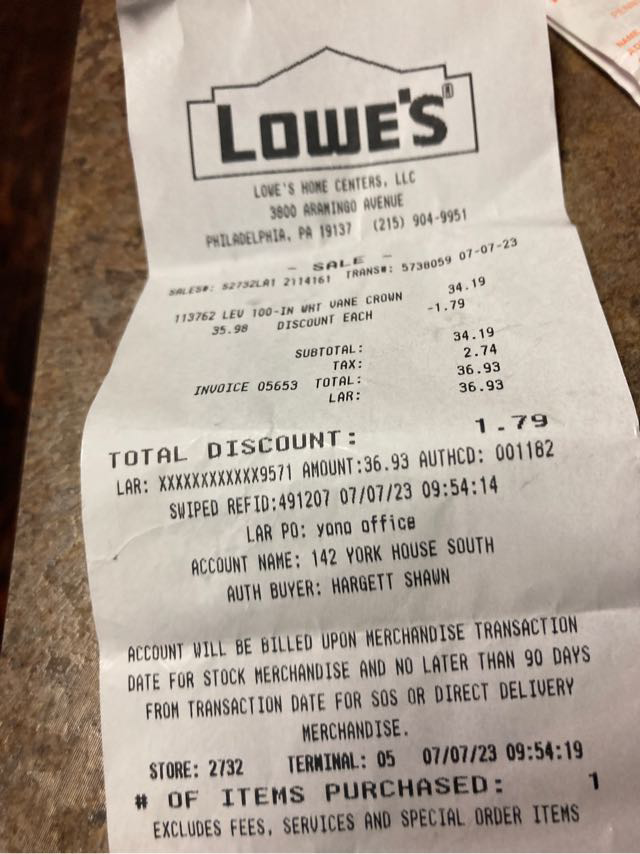 LOWE'S®
LOWE'S HOME CENTERS, LLC
3800 ARAMINGO AVENUE
PHILADELPHIA, PA 19137 (215) 904-9951
- SALE -
SALES#: S2732LA1 2114161 TRANS#: 5738059 07-07-23
113762 LEV 100-IN WHT VANE CROWN 34.19
35.98 DISCOUNT EACH -1.79
SUBTOTAL: 34.19
TAX: 2.74
INVOICE 05653 TOTAL: 36.93
LAR: 36.93
TOTAL DISCOUNT: 1.79
LAR: XXXXXXXXXXXX9571 AMOUNT:36.93 AUTHCD: 001182
SWIPED REFID:491207 07/07/23 09:54:14
LAR PO: yona office
ACCOUNT NAME: 142 YORK HOUSE SOUTH
AUTH BUYER: HARGETT SHAWN
ACCOUNT WILL BE BILLED UPON MERCHANDISE TRANSACTION
DATE FOR STOCK MERCHANDISE AND NO LATER THAN 90 DAYS
FROM TRANSACTION DATE FOR SOS OR DIRECT DELIVERY
MERCHANDISE.
STORE: 2732 TERMINAL: 05 07/07/23 09:54:19
# OF ITEMS PURCHASED: 1
EXCLUDES FEES, SERVICES AND SPECIAL ORDER ITEMS